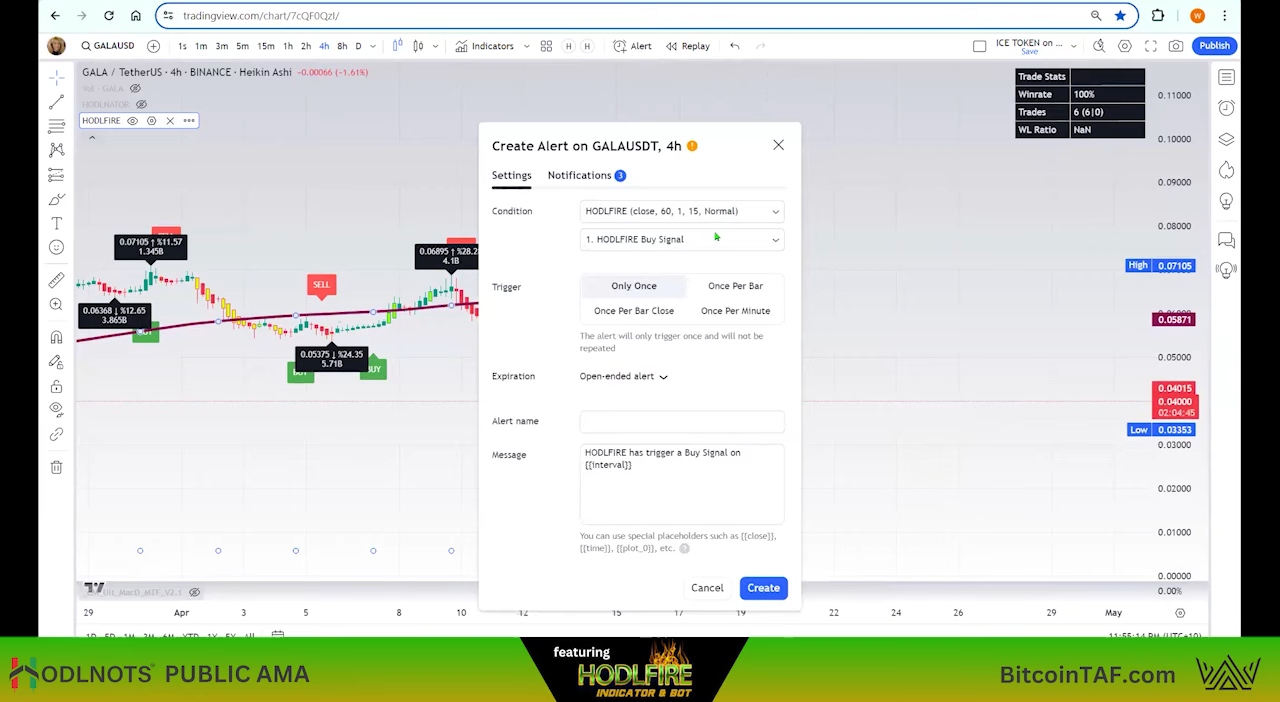 tradingview.com/chart/7cQF0QzI/
W
GALAUSD
1s 1m 3m 5m 15m 1h 2h 4h 8h D
Indicators
H H
Alert
Replay
ICE TOKEN on ...
Save
Publish
GALA / TetherUS · 4h · BINANCE · Heikin Ashi -0.00066 (-1.61%)
Vol · GALA
HODLNATOR
HODLFIRE
Trade Stats
Winrate 100%
Trades 6 (6|0)
WL Ratio NaN
0.11000
0.10000
0.09000
0.08000
High 0.07105
0.05871
0.05000
0.04015
0.04000
02:04:45
Low 0.03353
0.03000
0.02000
0.01000
0.00000
0.00%
0.07105 ↑ %11.57
1.345B
0.06895 ↑ %28.2
4.1B
SELL
0.06368 ↓ %12.65
3.865B
0.05375 ↓ %24.35
5.71B
BUY
Create Alert on GALAUSDT, 4h
Settings
Notifications 3
Condition
HODLFIRE (close, 60, 1, 15, Normal)
1. HODLFIRE Buy Signal
Trigger
Only Once
Once Per Bar
Once Per Bar Close
Once Per Minute
The alert will only trigger once and will not be
repeated
Expiration
Open-ended alert
Alert name
Message
HODLFIRE has trigger a Buy Signal on
{{interval}}
You can use special placeholders such as {{close}},
{{time}}, {{plot_0}}, etc.
Cancel
Create
29 Apr 3 5 8 10 12 15 17 19 22 24 26 29 May
HODLNOTS PUBLIC AMA
featuring
HODLFIRE
INDICATOR & BOT
BitcoinTAF.com